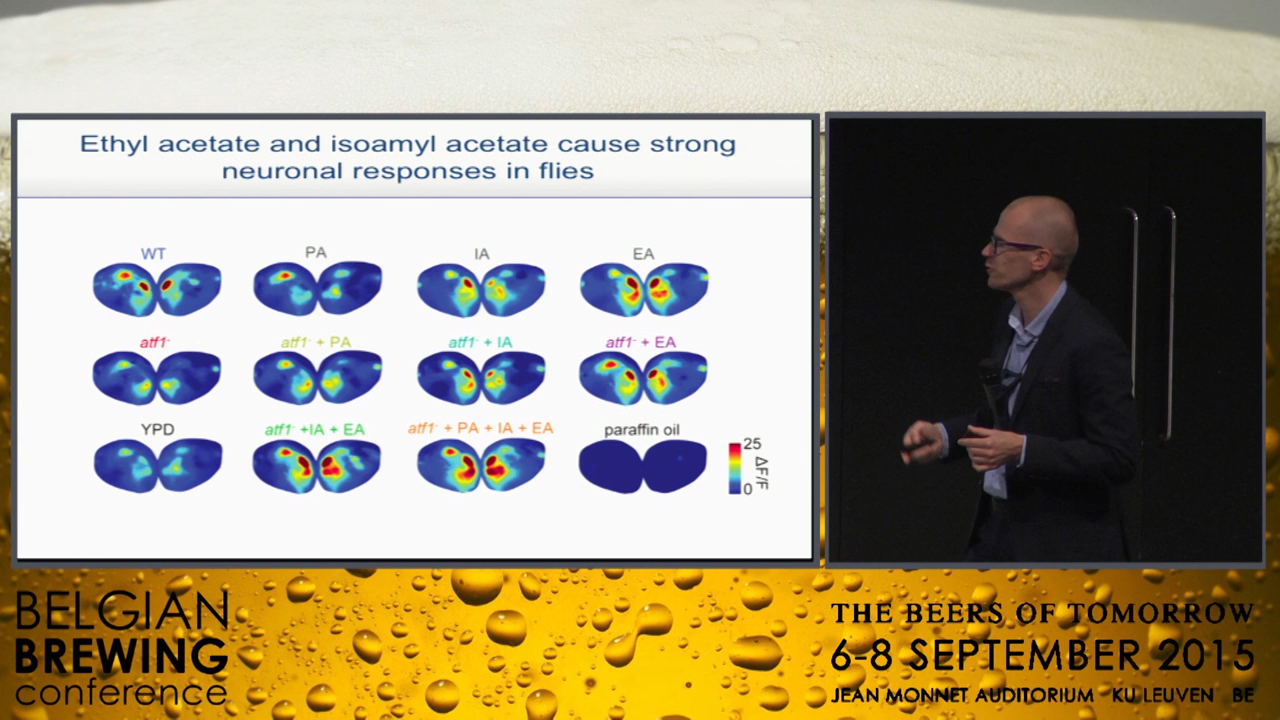 Ethyl acetate and isoamyl acetate cause strong
neuronal responses in flies
WT
PA
IA
EA
atf1-
atf1- + PA
atf1- + IA
atf1- + EA
YPD
atf1- +IA + EA
atf1- + PA + IA + EA
paraffin oil
25
ΔF/F
0
BELGIAN
BREWING
conference
THE BEERS OF TOMORROW
6-8 SEPTEMBER 2015
JEAN MONNET AUDITORIUM KU LEUVEN BE